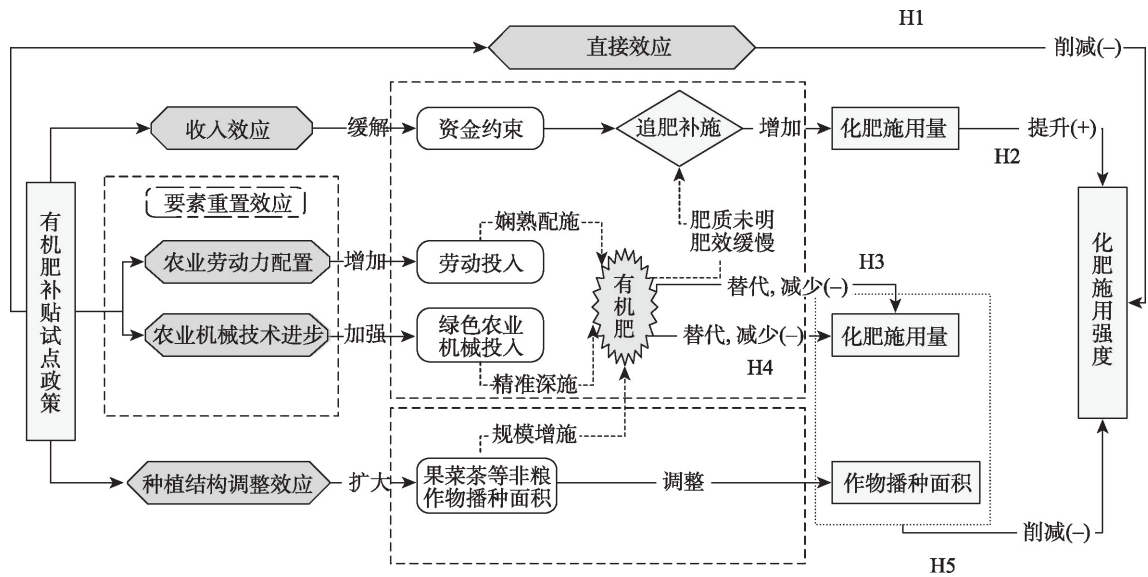 H1
直接效应
削减(–)
收入效应
缓解
资金约束
追肥补施
增加
化肥施用量
提升(+)
H2
有机肥补贴试点政策
要素重置效应
农业劳动力配置
增加
劳动投入
娴熟配施
肥质未明
肥效缓慢
有机肥
替代, 减少(–)
H3
农业机械技术进步
加强
绿色农业
机械投入
精准深施
替代, 减少(–)
H4
化肥施用量
化肥施用强度
规模增施
种植结构调整效应
扩大
果菜茶等非粮
作物播种面积
调整
作物播种面积
削减(–)
H5